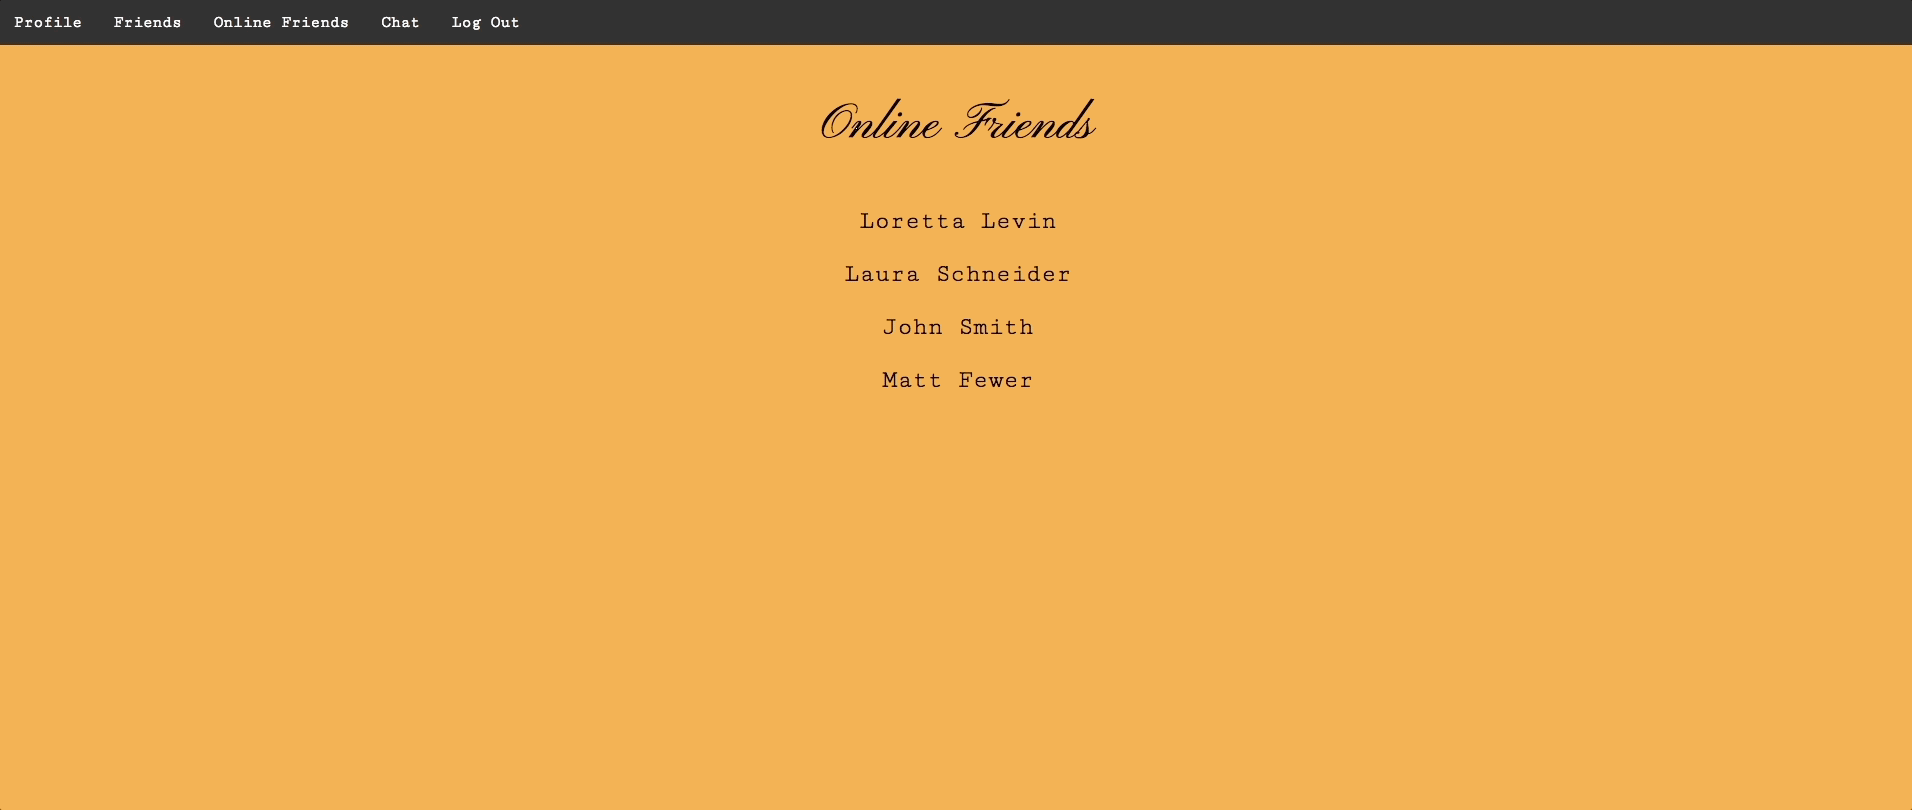 Profile Friends Online Friends Chat Log Out
Online Friends
Loretta Levin
Laura Schneider
John Smith
Matt Fewer